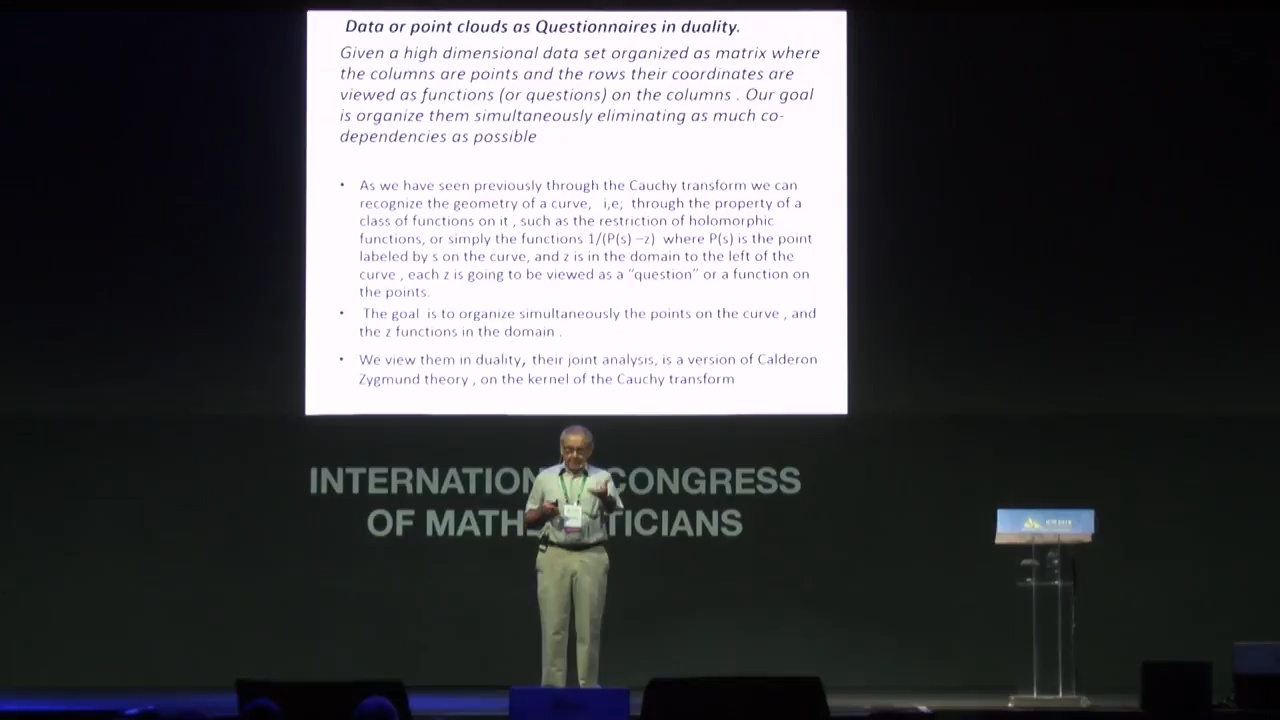 Data or point clouds as Questionnaires in duality.
Given a high dimensional data set organized as matrix where
the columns are points and the rows their coordinates are
viewed as functions (or questions) on the columns . Our goal
is organize them simultaneously eliminating as much co-
dependencies as possible
• As we have seen previously through the Cauchy transform we can
recognize the geometry of a curve, i,e; through the property of a
class of functions on it , such as the restriction of holomorphic
functions, or simply the functions 1/(P(s) –z) where P(s) is the point
labeled by s on the curve, and z is in the domain to the left of the
curve , each z is going to be viewed as a “question” or a function on
the points.
• The goal is to organize simultaneously the points on the curve , and
the z functions in the domain .
• We view them in duality, their joint analysis, is a version of Calderon
Zygmund theory , on the kernel of the Cauchy transform
INTERNATION CONGRESS
OF MATH TICIANS